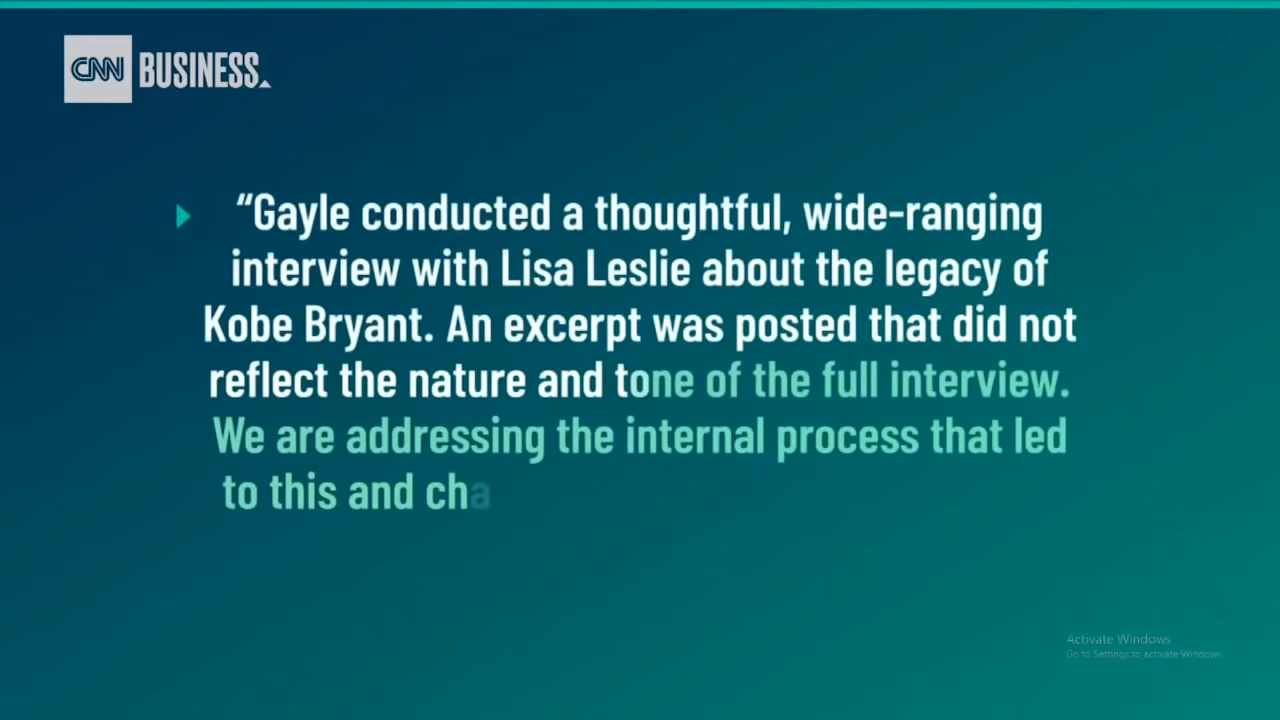 CNN BUSINESS
“Gayle conducted a thoughtful, wide-ranging
interview with Lisa Leslie about the legacy of
Kobe Bryant. An excerpt was posted that did not
reflect the nature and tone of the full interview.
We are addressing the internal process that led
to this and cha
Activate Windows
Go to Settings to activate Windows.